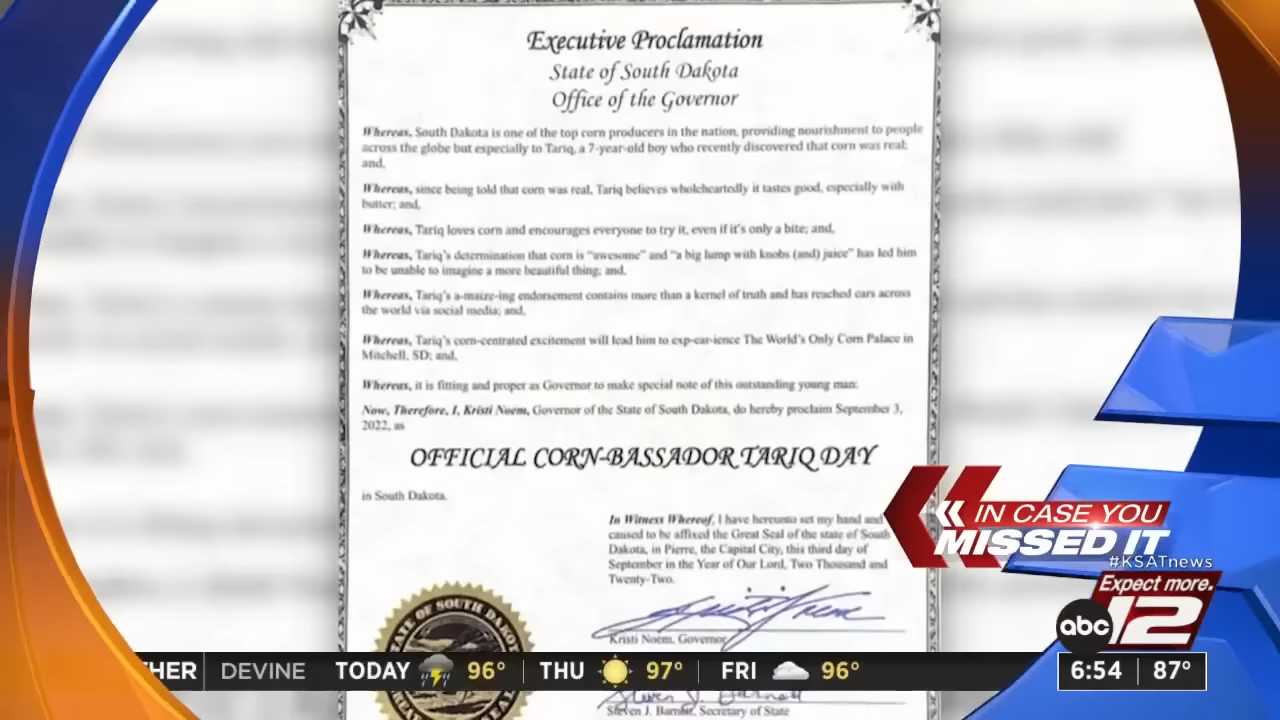 Executive Proclamation
State of South Dakota
Office of the Governor
Whereas, South Dakota is one of the top corn producers in the nation, providing nourishment to people
across the globe but especially to Tariq, a 7-year-old boy who recently discovered that corn was real;
and,
Whereas, since being told that corn was real, Tariq believes wholeheartedly it tastes good, especially with
butter; and,
Whereas, Tariq loves corn and encourages everyone to try it, even if it's only a bite; and,
Whereas, Tariq's determination that corn is "awesome" and "a big lump with knobs (and) juice" has led him
to be unable to imagine a more beautiful thing; and,
Whereas, Tariq's a-maize-ing endorsement contains more than a kernel of truth and has reached ears across
the world via social media; and,
Whereas, Tariq's corn-centrated excitement will lead him to exp-ear-ience The World's Only Corn Palace in
Mitchell, SD; and,
Whereas, it is fitting and proper as Governor to make special note of this outstanding young man:
Now, Therefore, I, Kristi Noem, Governor of the State of South Dakota, do hereby proclaim September 3,
2022, as
OFFICIAL CORN-BASSADOR TARIQ DAY
in South Dakota.
In Witness Whereof, I have hereunto set my hand and
caused to be affixed the Great Seal of the state of South
Dakota, in Pierre, the Capital City, this third day of
September in the Year of Our Lord, Two Thousand and
Twenty-Two.
Kristi Noem, Governor
Steven J. Barnett, Secretary of State
OF SOUTH
IN CASE YOU
MISSED IT
#KSATnews
Expect more.
abc 12
HER DEVINE TODAY 96° THU 97° FRI 96°
6:54 87°